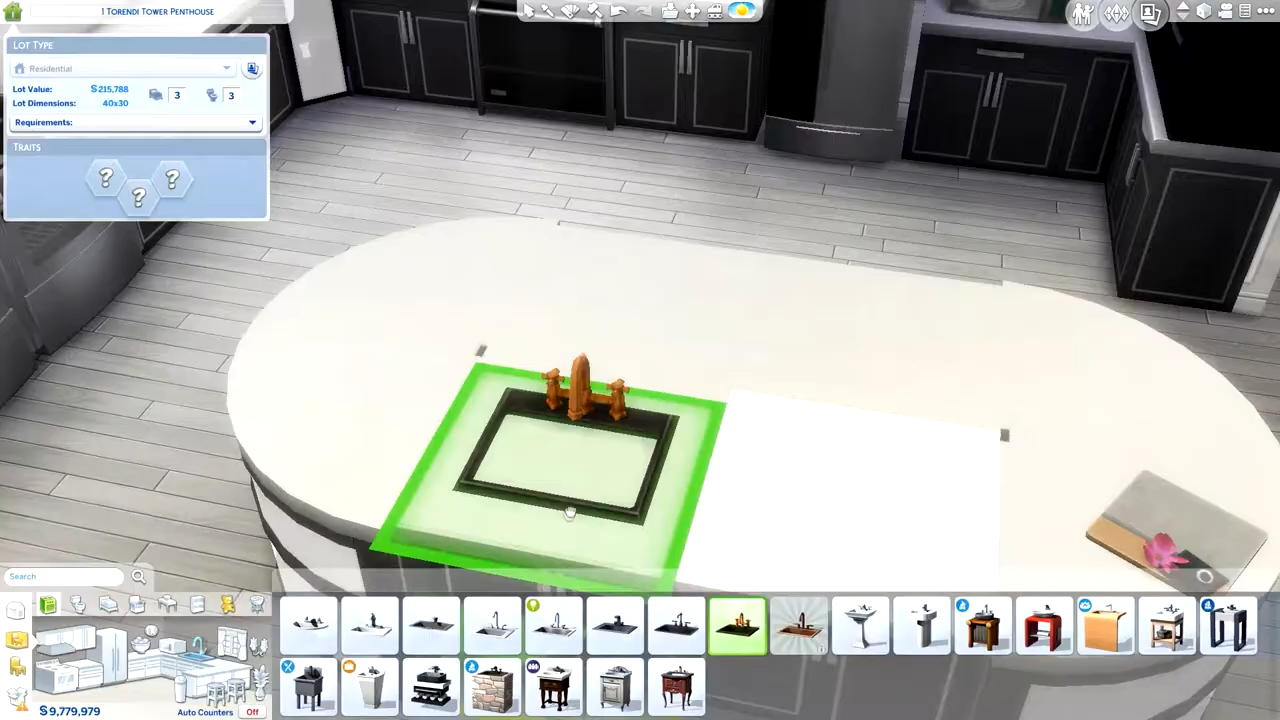 1 Torendi Tower Penthouse
Lot Type
Residential
Lot Value: §215,788 3 3
Lot Dimensions: 40x30
Requirements:
Traits
? ? ?
Search
§9,779,979
Auto Counters Off